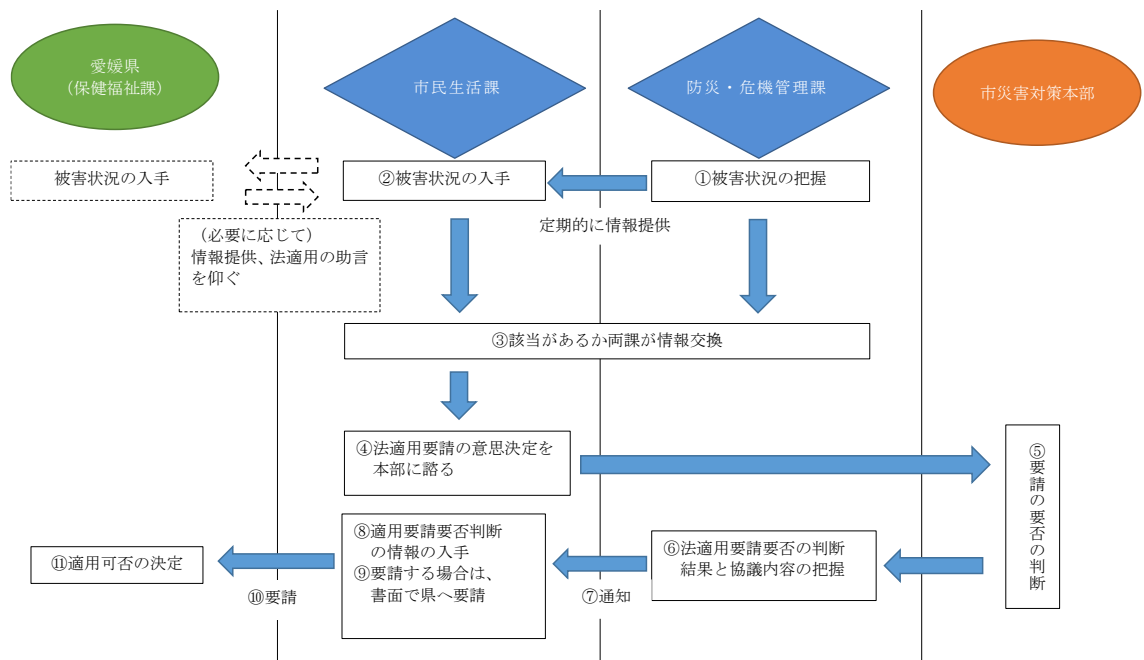 愛媛県
（保健福祉課）
市民生活課
防災・危機管理課
市災害対策本部
被害状況の入手
②被害状況の入手
①被害状況の把握
定期的に情報提供
（必要に応じて）
情報提供、法適用の助言
を仰ぐ
③該当があるか両課が情報交換
④法適用要請の意思決定を
本部に諮る
⑤要請の要否の判断
⑥法適用要請要否の判断
結果と協議内容の把握
⑦通知
⑧適用要請要否判断
の情報の入手
⑨要請する場合は、
書面で県へ要請
⑩要請
⑪適用可否の決定